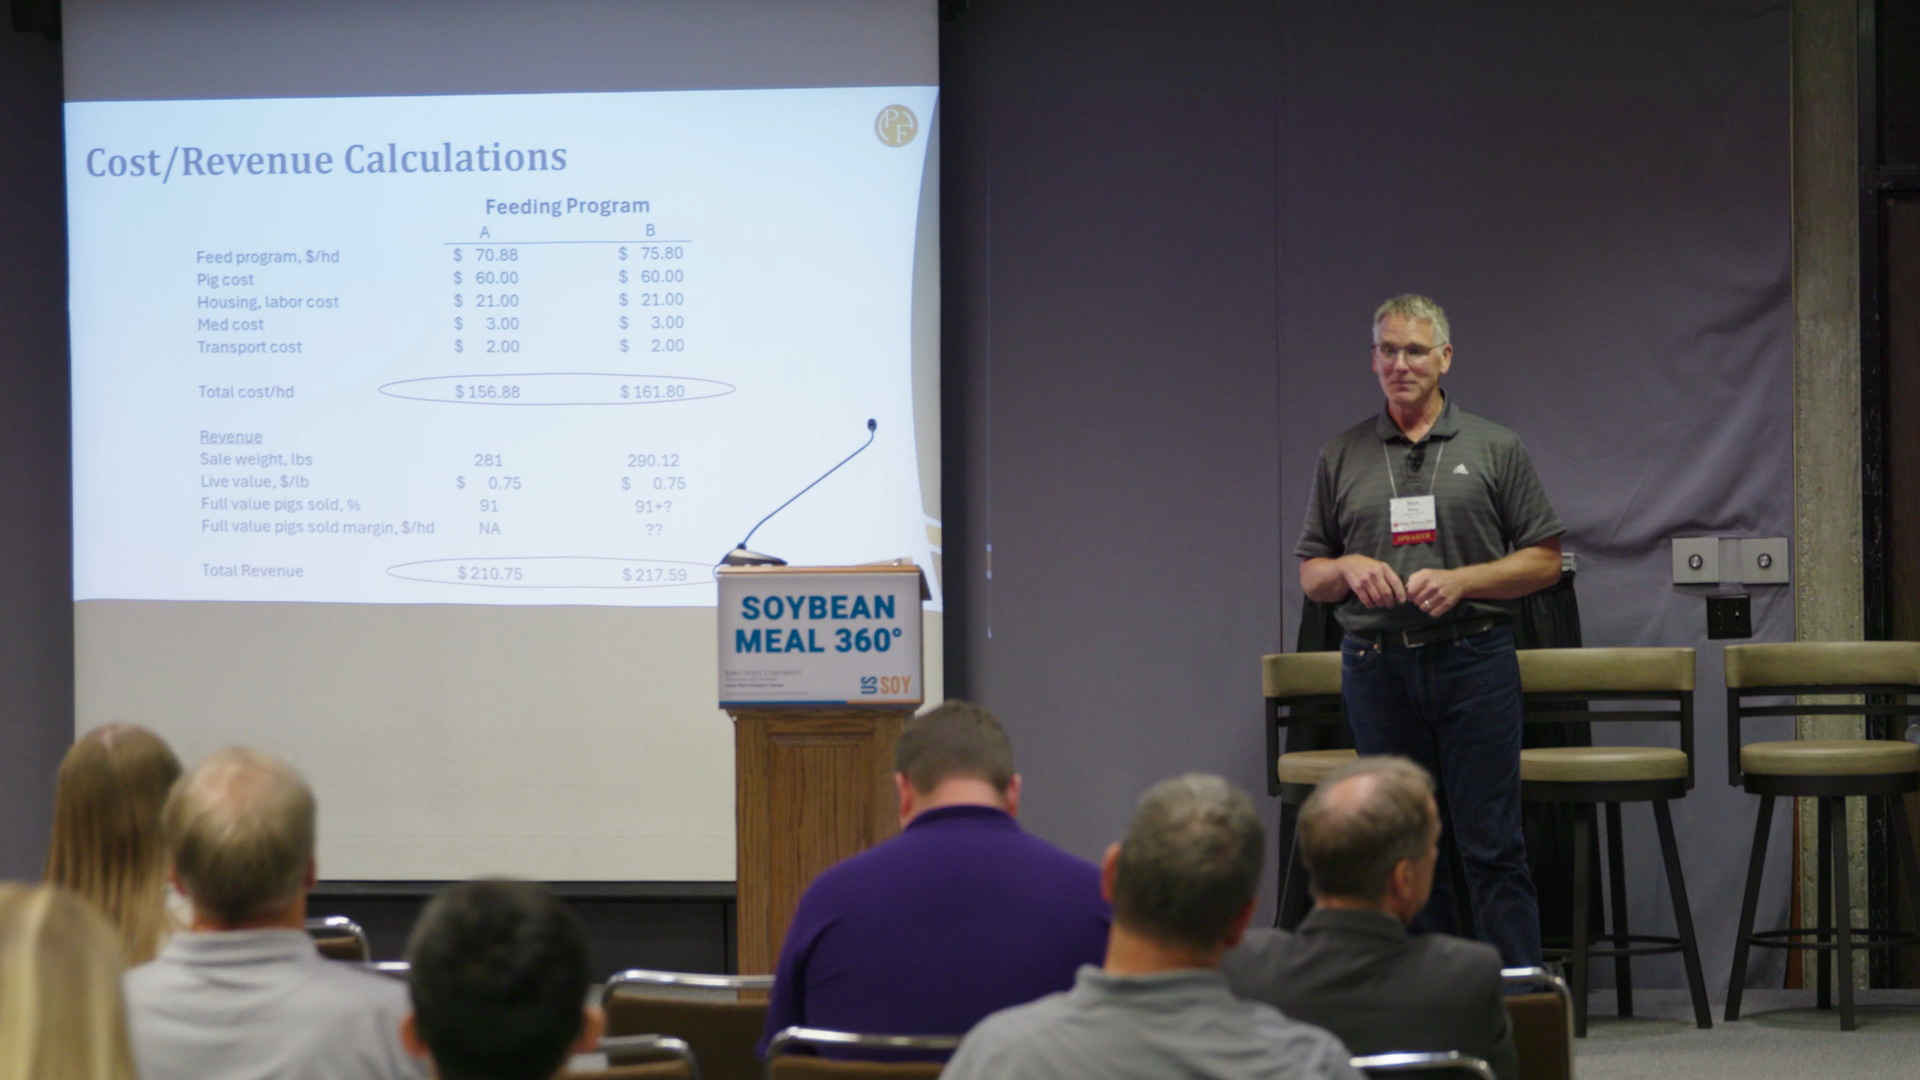 PF
Cost/Revenue Calculations
Feeding Program
A B
Feed program, $/hd $ 70.88 $ 75.80
Pig cost $ 60.00 $ 60.00
Housing, labor cost $ 21.00 $ 21.00
Med cost $ 3.00 $ 3.00
Transport cost $ 2.00 $ 2.00
Total cost/hd $ 156.88 $ 161.80
Revenue
Sale weight, lbs 281 290.12
Live value, $/lb $ 0.75 $ 0.75
Full value pigs sold, % 91 91+?
Full value pigs sold margin, $/hd NA ??
Total Revenue $ 210.75 $ 217.59
SOYBEAN
MEAL 360°
US SOY
SPEAKER